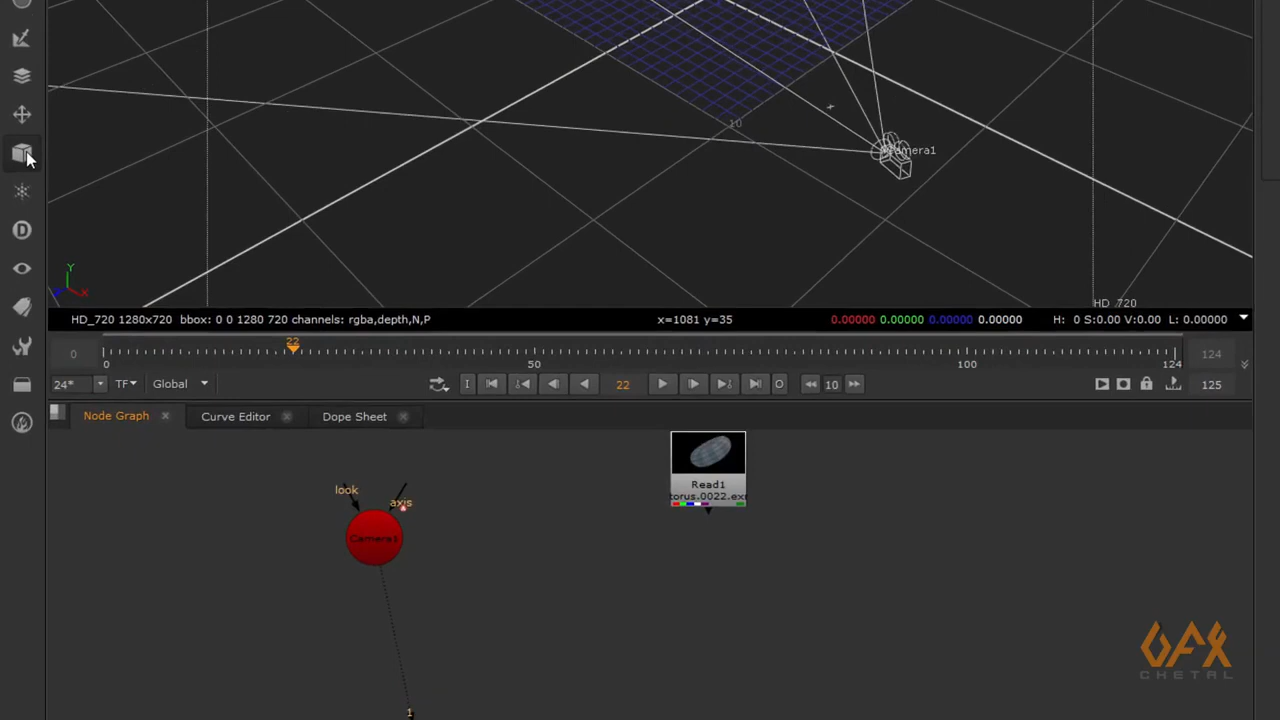 10
Camera1
Y
X
HD_720
HD_720 1280x720 bbox: 0 0 1280 720 channels: rgba,depth,N,P
x=1081 y=35
0.00000 0.00000 0.00000 0.00000
H: 0 S:0.00 V:0.00 L: 0.00000
0
22
0
50
100
124
124
24*
TF
Global
I
22
O
10
125
Node Graph
Curve Editor
Dope Sheet
look
axis
Camera1
Read1
torus.0022.exr
1
GFX
CHETAL